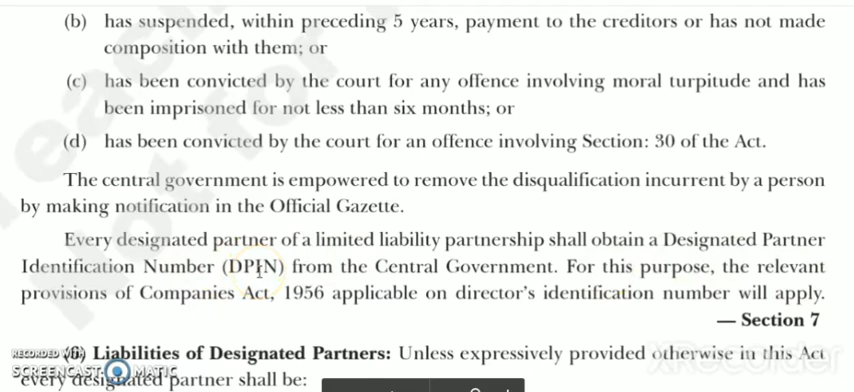 (b) has suspended, within preceding 5 years, payment to the creditors or has not made
composition with them; or
(c) has been convicted by the court for any offence involving moral turpitude and has
been imprisoned for not less than six months; or
(d) has been convicted by the court for an offence involving Section: 30 of the Act.
The central government is empowered to remove the disqualification incurrent by a person
by making notification in the Official Gazette.
Every designated partner of a limited liability partnership shall obtain a Designated Partner
Identification Number (DPIN) from the Central Government. For this purpose, the relevant
provisions of Companies Act, 1956 applicable on director's identification number will apply.
— Section 7
(6) Liabilities of Designated Partners: Unless expressively provided otherwise in this Act
every designated partner shall be:
RECORDED WITH
SCREENCAST-O-MATIC
XRecorder